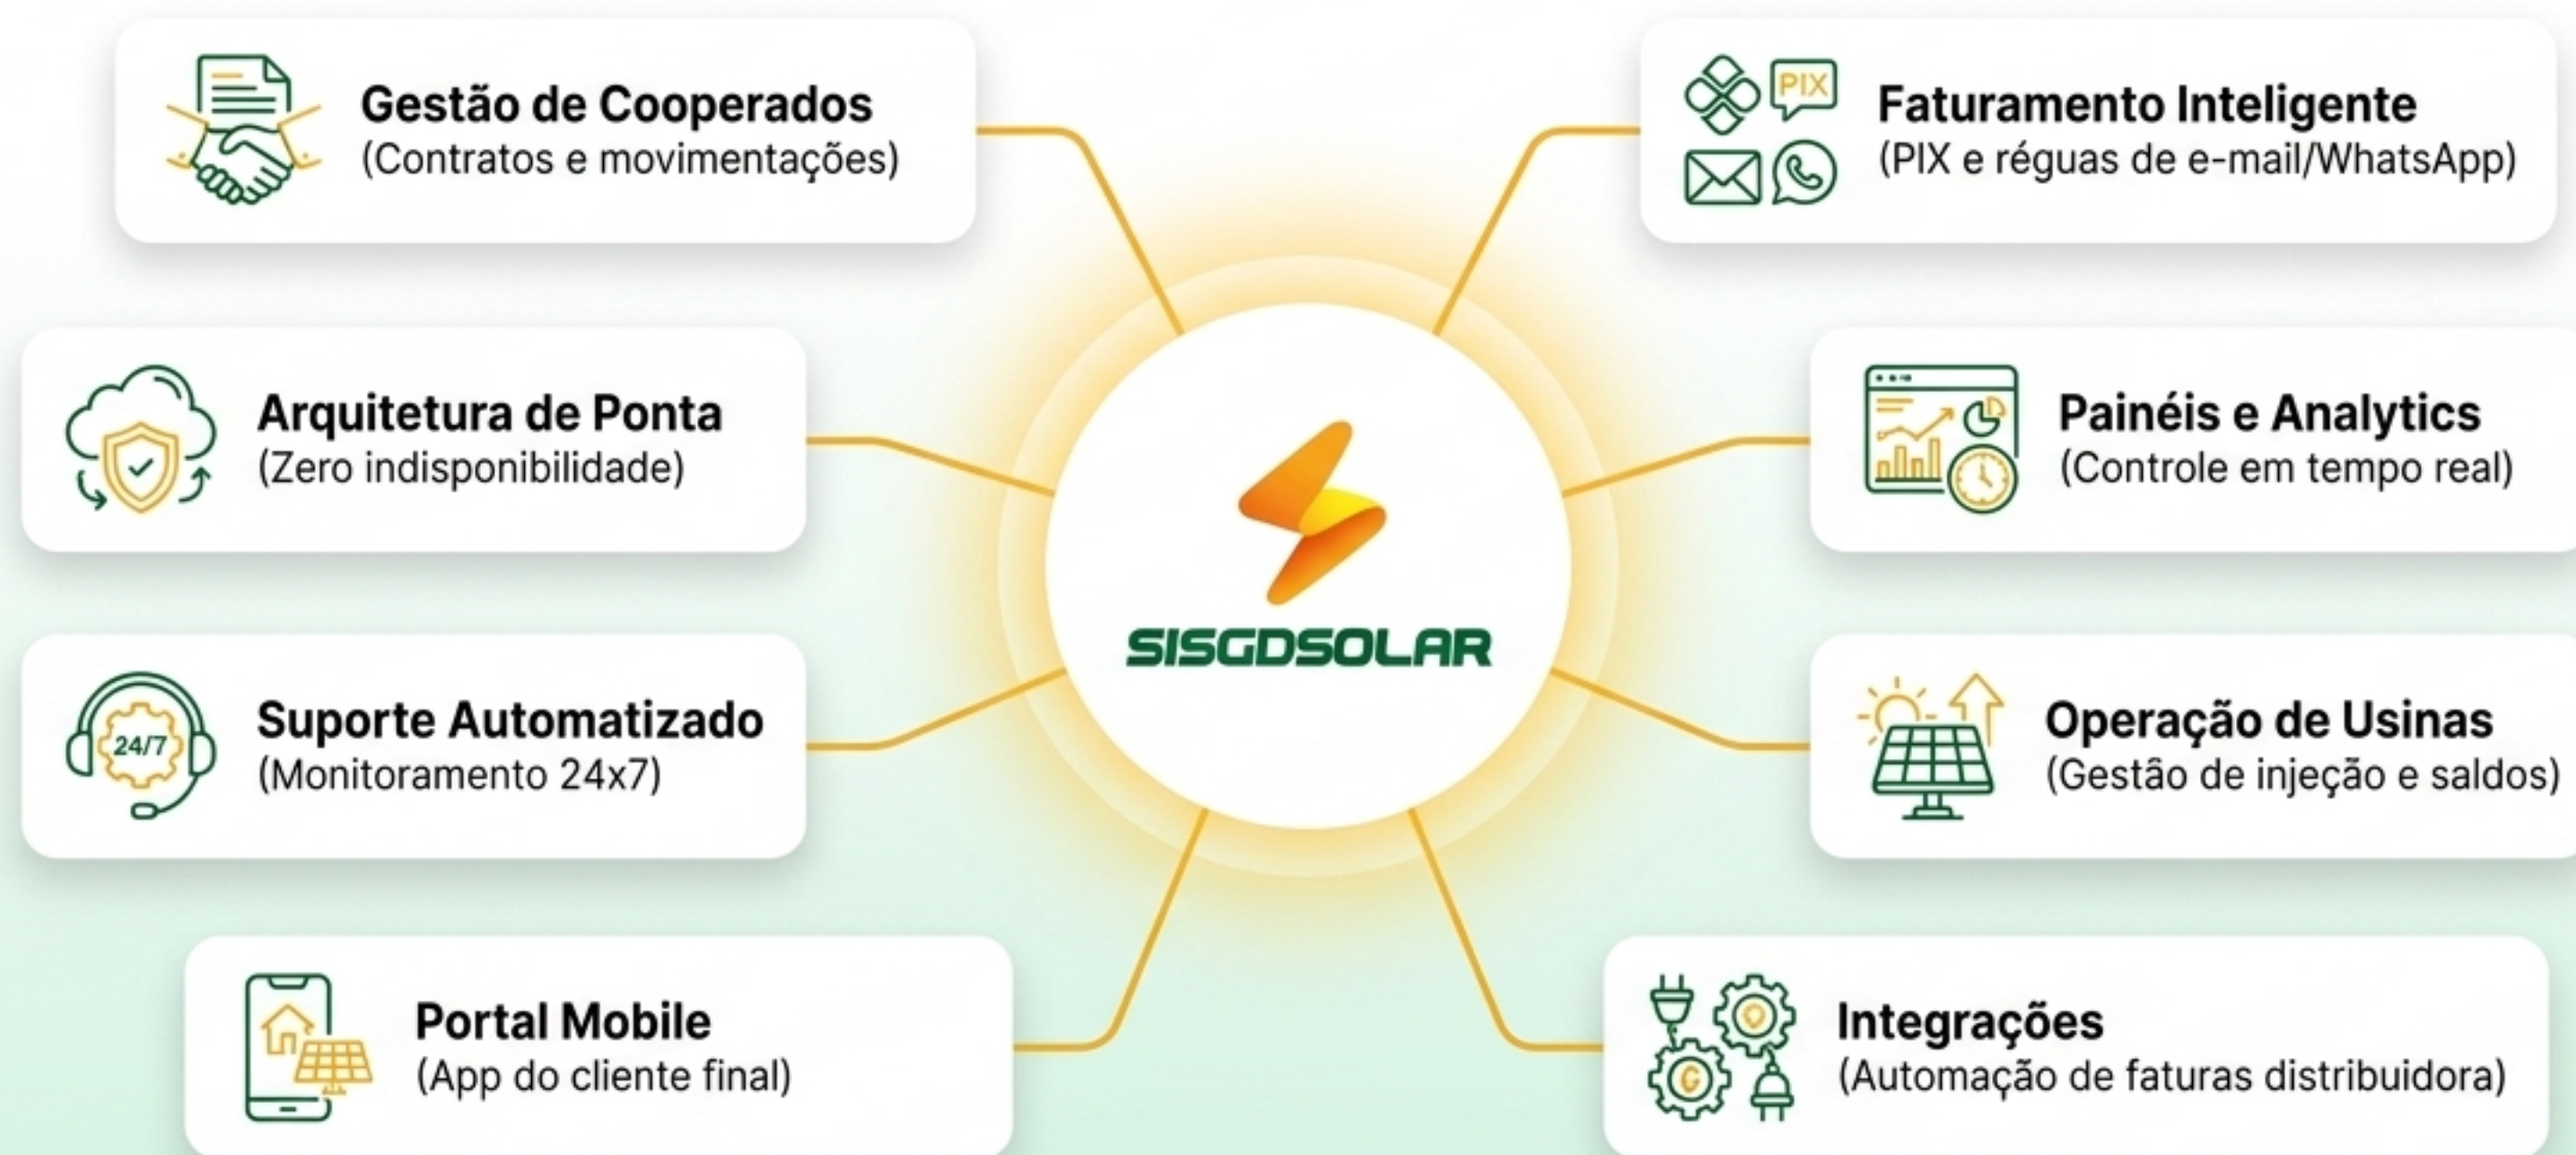 Gestão de Cooperados
(Contratos e movimentações)
PIX
Faturamento Inteligente
(PIX e réguas de e-mail/WhatsApp)
Arquitetura de Ponta
(Zero indisponibilidade)
Painéis e Analytics
(Controle em tempo real)
SISGDSOLAR
24/7
Suporte Automatizado
(Monitoramento 24x7)
Operação de Usinas
(Gestão de injeção e saldos)
Portal Mobile
(App do cliente final)
Integrações
(Automação de faturas distribuidora)